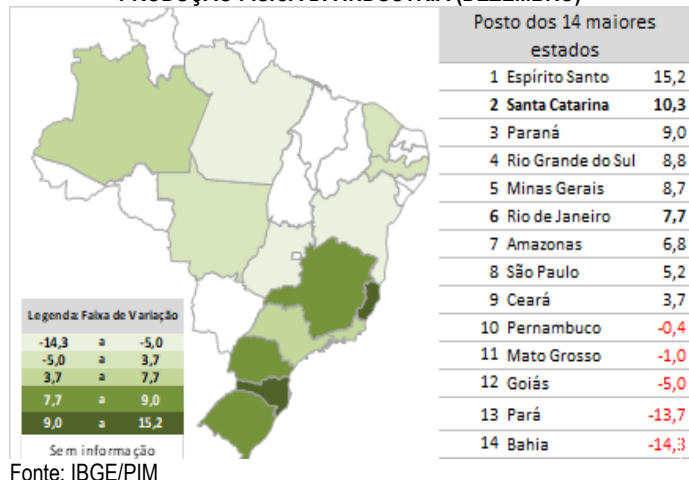 PRODUÇÃO FÍSICA DA INDÚSTRIA (DEZEMBRO)
Posto dos 14 maiores
estados
1 Espírito Santo 15,2
2 Santa Catarina 10,3
3 Paraná 9,0
4 Rio Grande do Sul 8,8
5 Minas Gerais 8,7
6 Rio de Janeiro 7,7
7 Amazonas 6,8
8 São Paulo 5,2
9 Ceará 3,7
10 Pernambuco -0,4
11 Mato Grosso -1,0
12 Goiás -5,0
13 Pará -13,7
14 Bahia -14,3
Legenda: Faixa de Variação
-14,3 a -5,0
-5,0 a 3,7
3,7 a 7,7
7,7 a 9,0
9,0 a 15,2
Sem informação
Fonte: IBGE/PIM